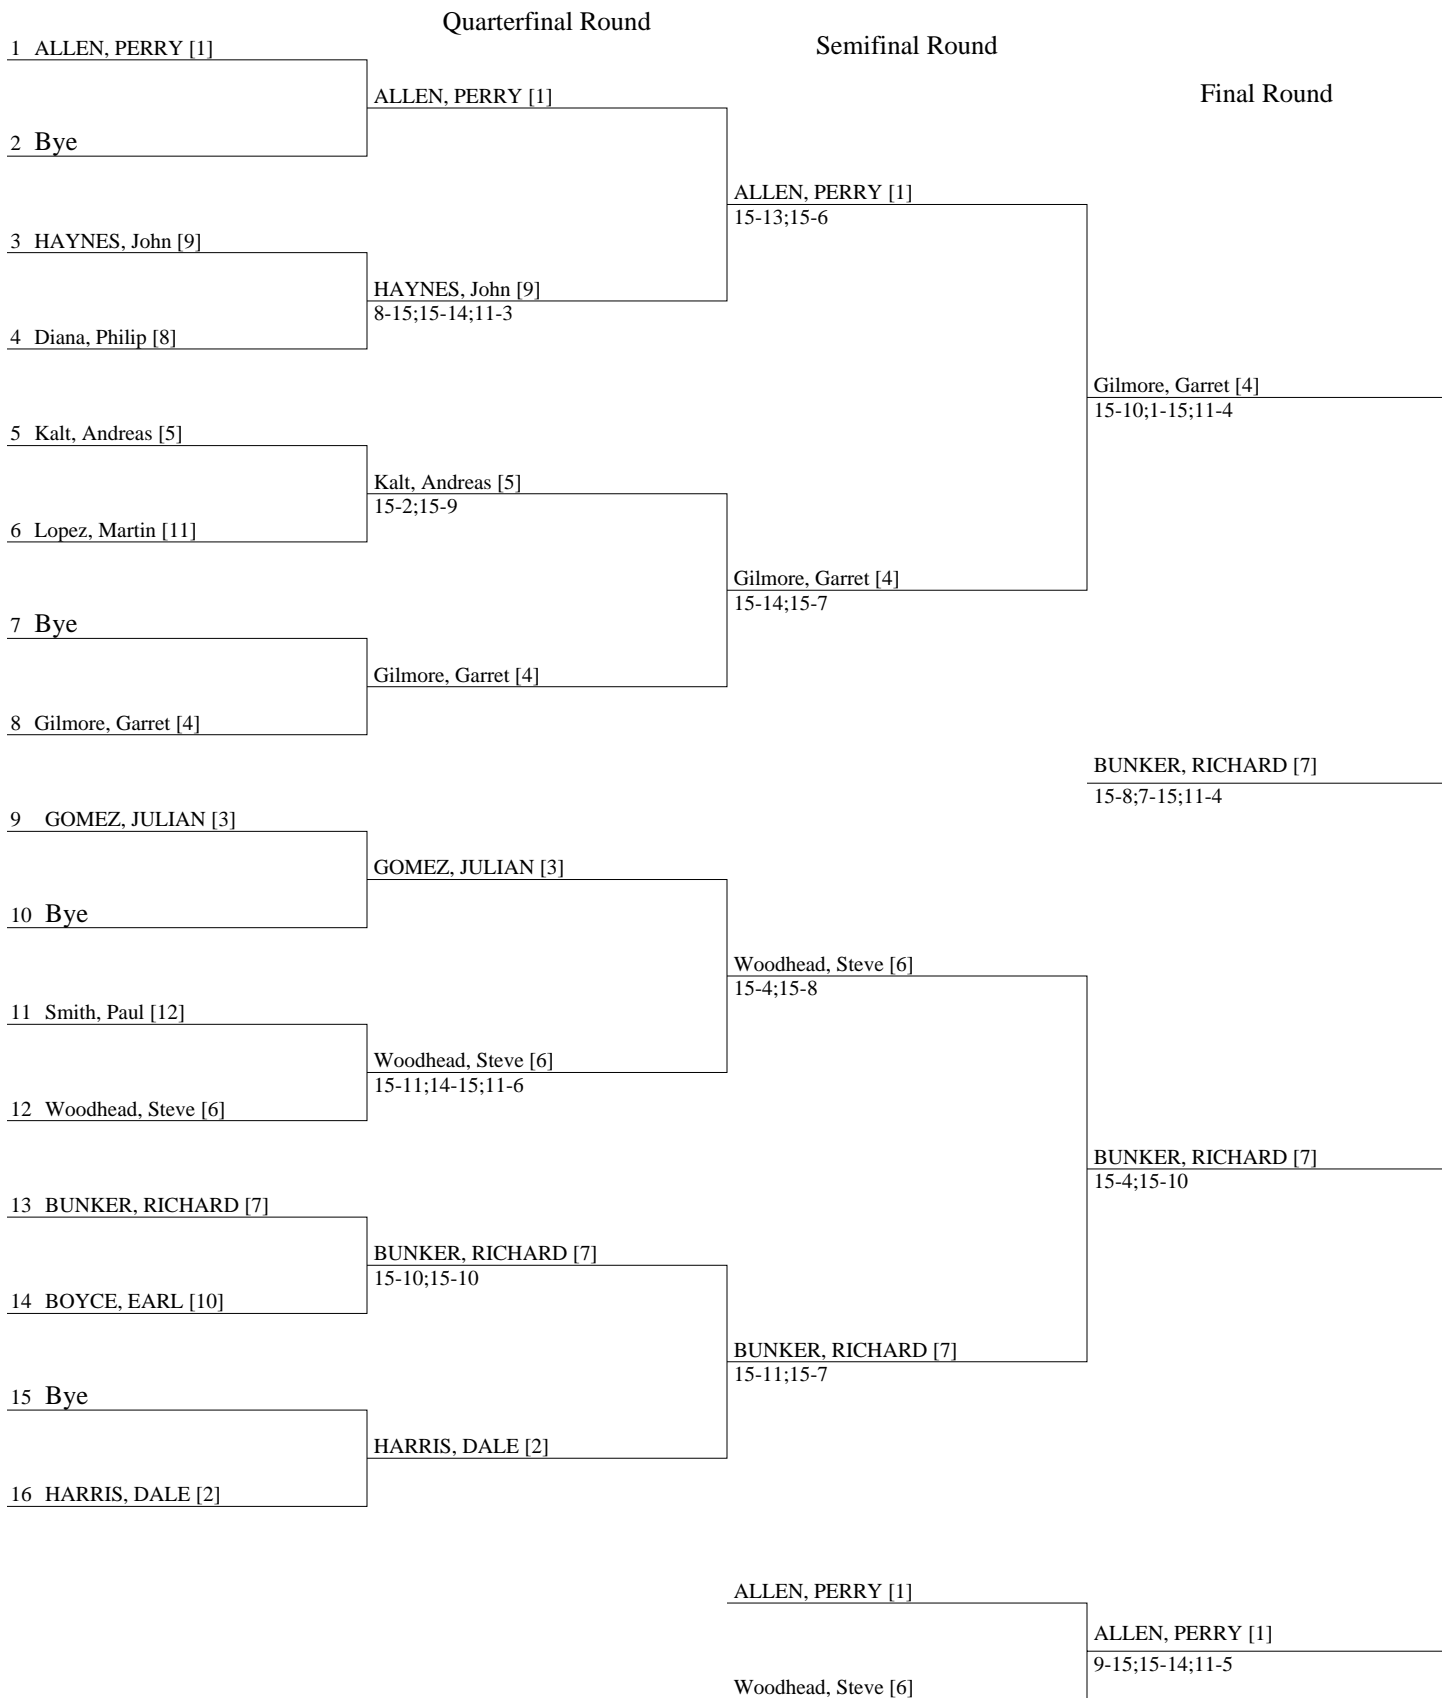 Quarterfinal Round
Semifinal Round
Final Round
1 ALLEN, PERRY [1]
2 Bye
3 HAYNES, John [9]
4 Diana, Philip [8]
5 Kalt, Andreas [5]
6 Lopez, Martin [11]
7 Bye
8 Gilmore, Garret [4]
9 GOMEZ, JULIAN [3]
10 Bye
11 Smith, Paul [12]
12 Woodhead, Steve [6]
13 BUNKER, RICHARD [7]
14 BOYCE, EARL [10]
15 Bye
16 HARRIS, DALE [2]
ALLEN, PERRY [1]
HAYNES, John [9]
8-15;15-14;11-3
Kalt, Andreas [5]
15-2;15-9
Gilmore, Garret [4]
GOMEZ, JULIAN [3]
Woodhead, Steve [6]
15-11;14-15;11-6
BUNKER, RICHARD [7]
15-10;15-10
HARRIS, DALE [2]
ALLEN, PERRY [1]
15-13;15-6
Gilmore, Garret [4]
15-14;15-7
Woodhead, Steve [6]
15-4;15-8
BUNKER, RICHARD [7]
15-11;15-7
Gilmore, Garret [4]
15-10;1-15;11-4
BUNKER, RICHARD [7]
15-8;7-15;11-4
BUNKER, RICHARD [7]
15-4;15-10
ALLEN, PERRY [1]
Woodhead, Steve [6]
ALLEN, PERRY [1]
9-15;15-14;11-5